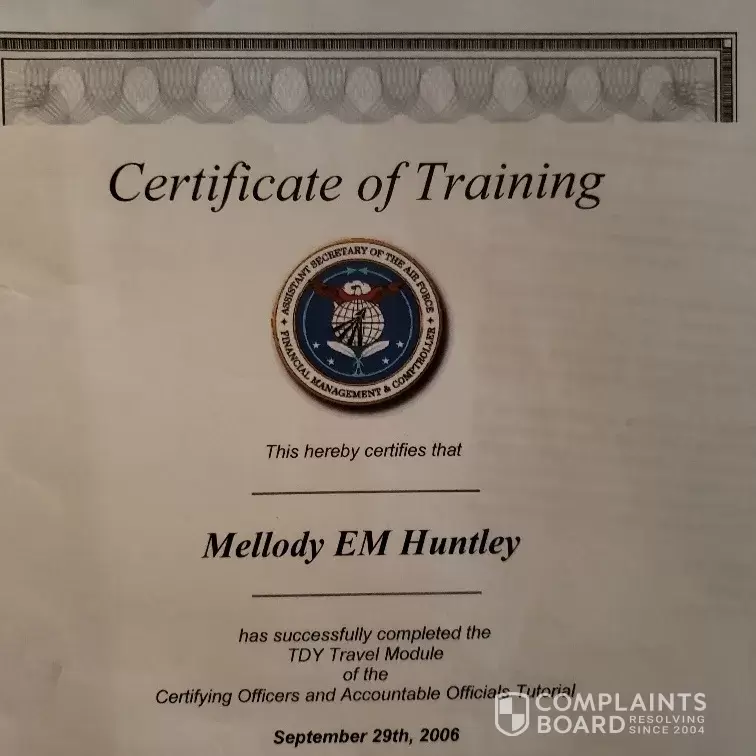 Certificate of Training
ASSISTANT SECRETARY OF THE AIR FORCE
FINANCIAL MANAGEMENT & COMPTROLLER
This hereby certifies that
Mellody EM Huntley
has successfully completed the
TDY Travel Module
of the
Certifying Officers and Accountable Officials Tutorial
September 29th, 2006
COMPLAINTS
BOARD RESOLVING
SINCE 2004